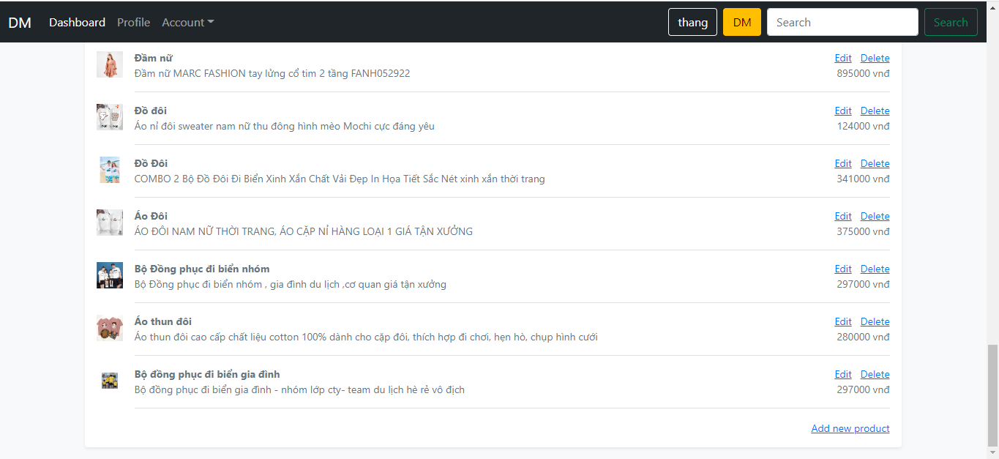 DM Dashboard Profile Account thang DM Search Search
Đầm nữ Edit Delete
Đầm nữ MARC FASHION tay lửng cổ tim 2 tầng FANH052922 895000 vnđ
Đồ đôi Edit Delete
Áo nỉ đôi sweater nam nữ thu đông hình mèo Mochi cực đáng yêu 124000 vnđ
Đồ Đôi Edit Delete
COMBO 2 Bộ Đồ Đôi Đi Biển Xinh Xắn Chất Vải Đẹp In Họa Tiết Sắc Nét xinh xắn thời trang 341000 vnđ
Áo Đôi Edit Delete
ÁO ĐÔI NAM NỮ THỜI TRANG, ÁO CẶP NỈ HÀNG LOẠI 1 GIÁ TẬN XƯỞNG 375000 vnđ
Bộ Đồng phục đi biển nhóm Edit Delete
Bộ Đồng phục đi biển nhóm , gia đình du lịch ,cơ quan giá tận xưởng 297000 vnđ
Áo thun đôi Edit Delete
Áo thun đôi cao cấp chất liệu cotton 100% dành cho cặp đôi, thích hợp đi chơi, hẹn hò, chụp hình cưới 280000 vnđ
Bộ đồng phục đi biển gia đình Edit Delete
Bộ đồng phục đi biển gia đình - nhóm lớp cty- team du lịch hè rẻ vô địch 297000 vnđ
Add new product